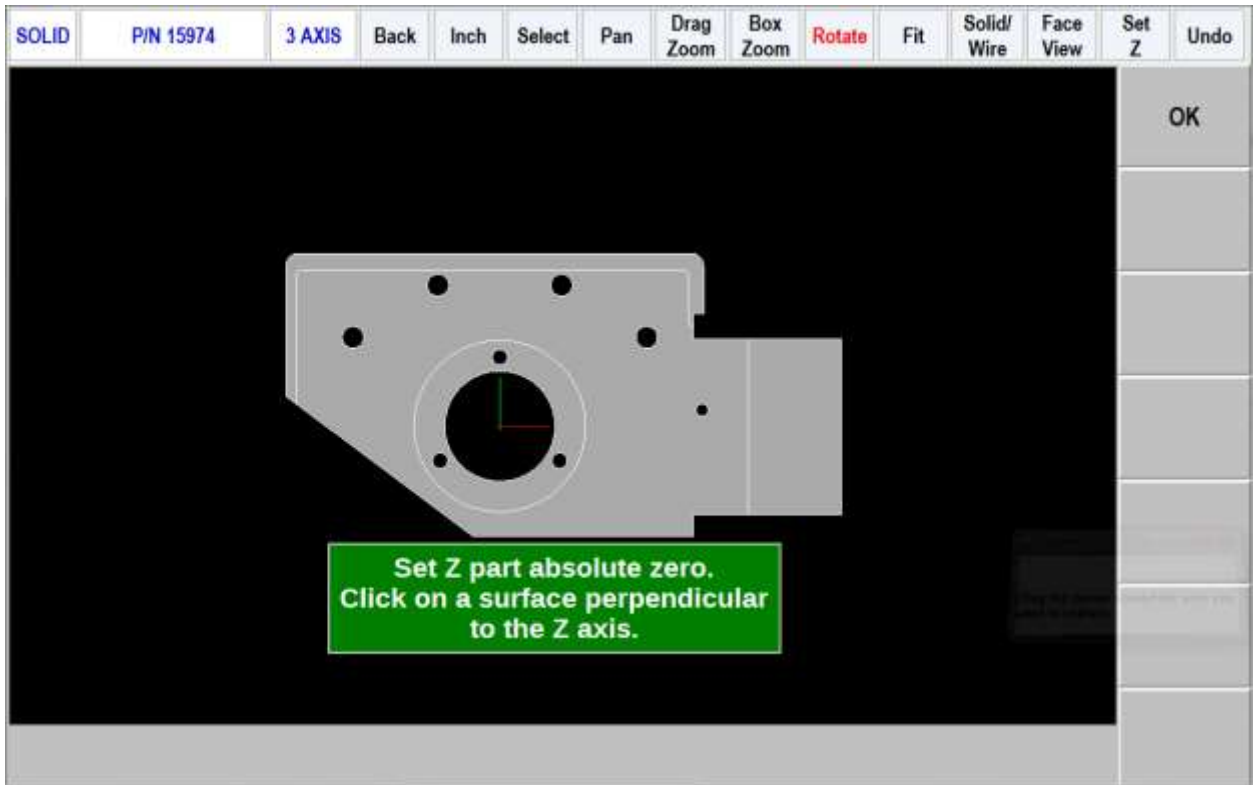 SOLID
P/N 15974
3 AXIS
Back
Inch
Select
Pan
Drag
Zoom
Box
Zoom
Rotate
Fit
Solid/
Wire
Face
View
Set
Z
Undo
OK
Set Z part absolute zero.
Click on a surface perpendicular
to the Z axis.